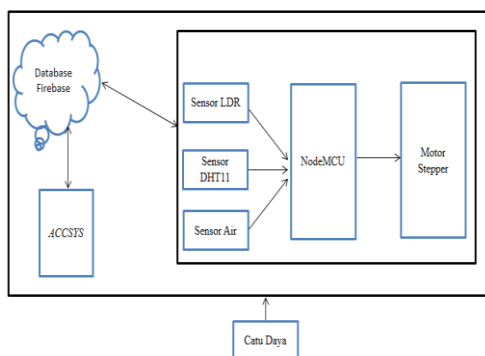 Database
Firebase
Sensor LDR
Sensor
DHT11
Sensor Air
NodeMCU
Motor
Stepper
ACCSYS
Catu Daya